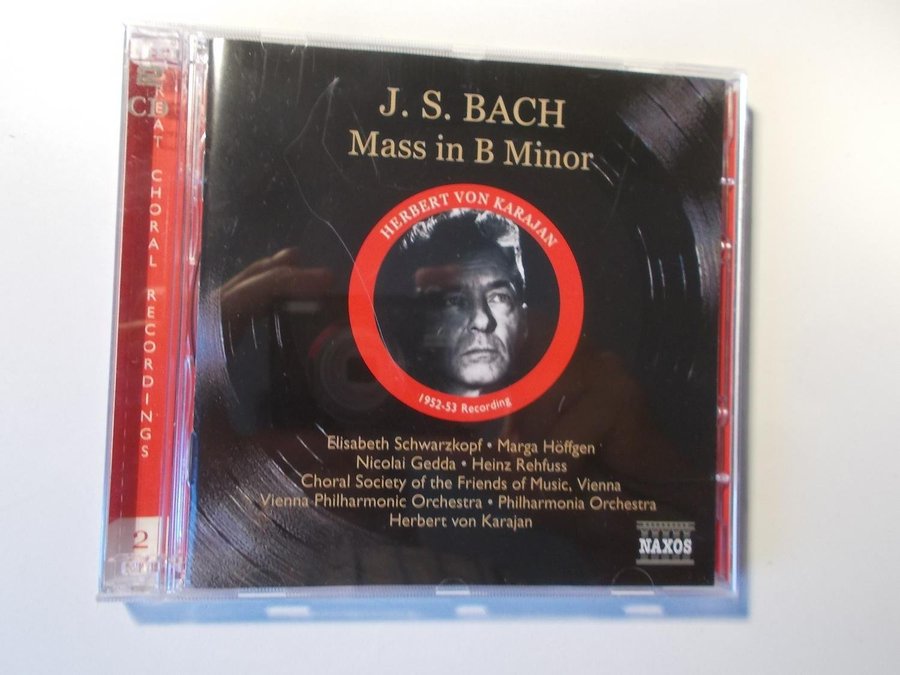 J. S. BACH
Mass in B Minor
HERBERT VON KARAJAN
1952-53 Recording
Elisabeth Schwarzkopf • Marga Höffgen
Nicolai Gedda • Heinz Rehfuss
Choral Society of the Friends of Music, Vienna
Vienna Philharmonic Orchestra • Philharmonia Orchestra
Herbert von Karajan
NAXOS
GREAT CHORAL RECORDINGS
2
CD
2